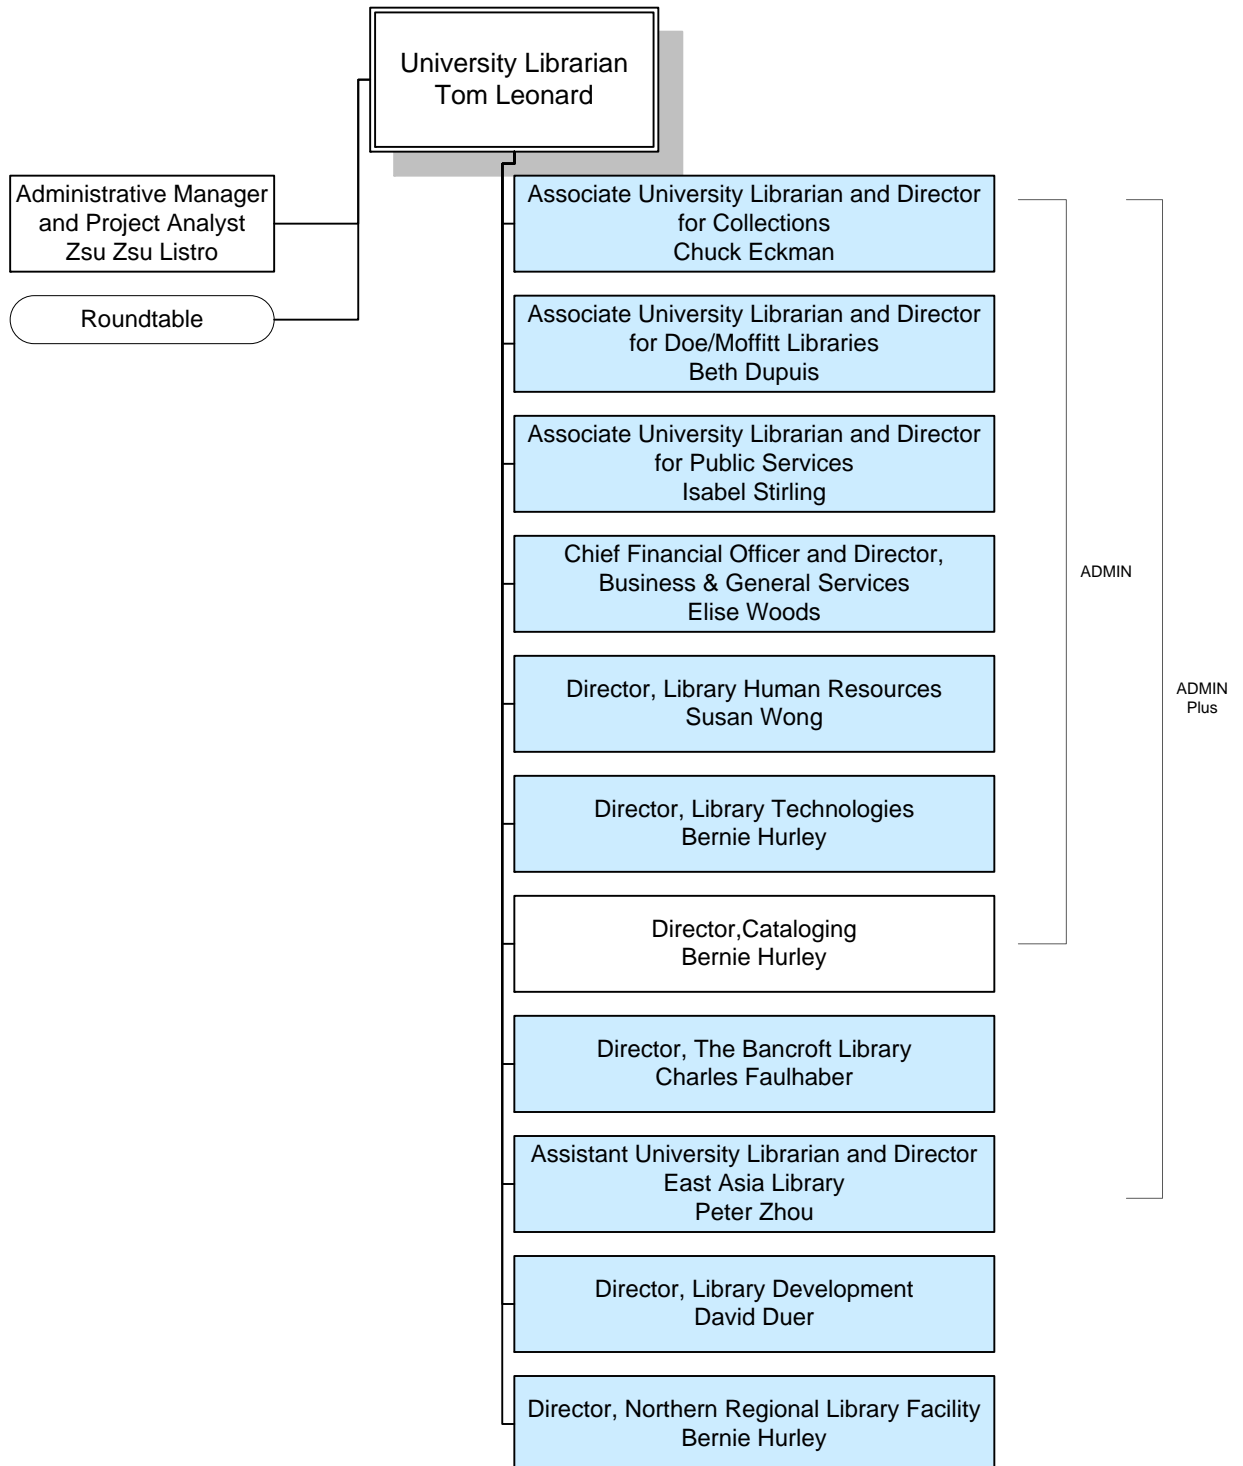 University Librarian
Tom Leonard
Administrative Manager
and Project Analyst
Zsu Zsu Listro
Roundtable
Associate University Librarian and Director
for Collections
Chuck Eckman
Associate University Librarian and Director
for Doe/Moffitt Libraries
Beth Dupuis
Associate University Librarian and Director
for Public Services
Isabel Stirling
Chief Financial Officer and Director,
Business & General Services
Elise Woods
Director, Library Human Resources
Susan Wong
Director, Library Technologies
Bernie Hurley
Director,Cataloging
Bernie Hurley
Director, The Bancroft Library
Charles Faulhaber
Assistant University Librarian and Director
East Asia Library
Peter Zhou
Director, Library Development
David Duer
Director, Northern Regional Library Facility
Bernie Hurley
ADMIN
ADMIN
Plus